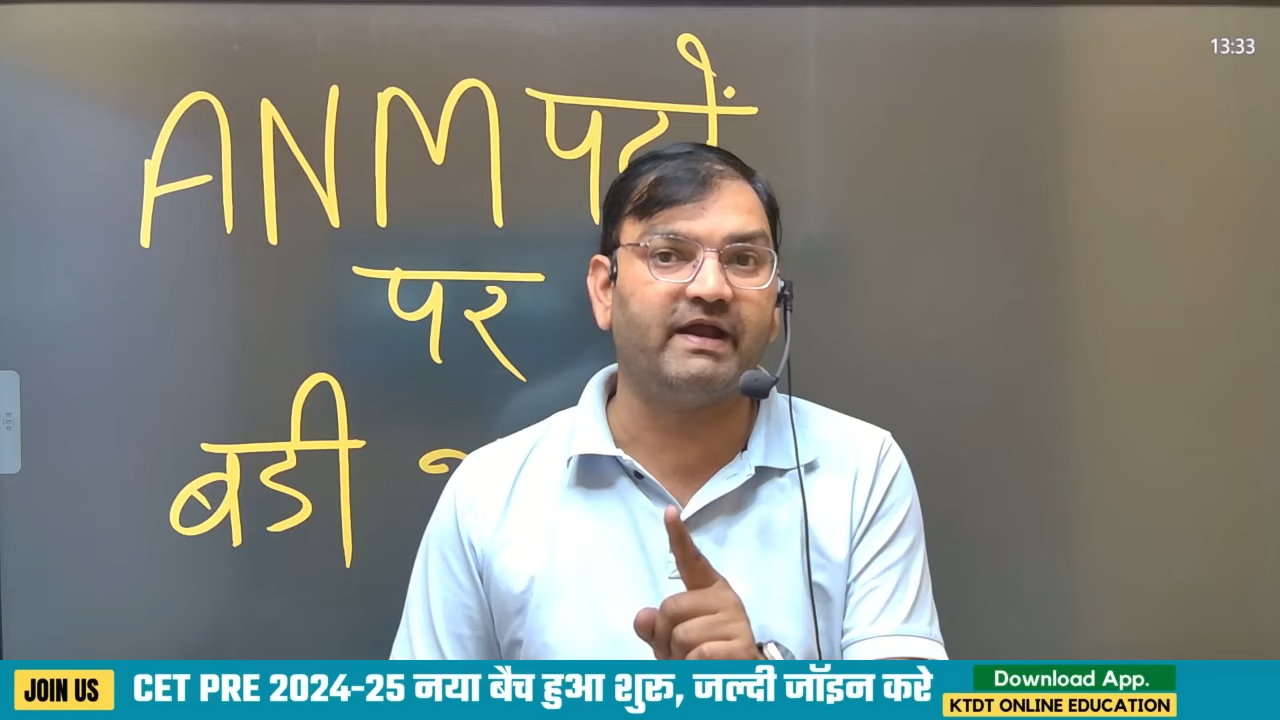 13:33
ANM पदों
पर
बडी
JOIN US
CET PRE 2024-25 नया बैच हुआ शुरू, जल्दी जॉइन करे
Download App.
KTDT ONLINE EDUCATION